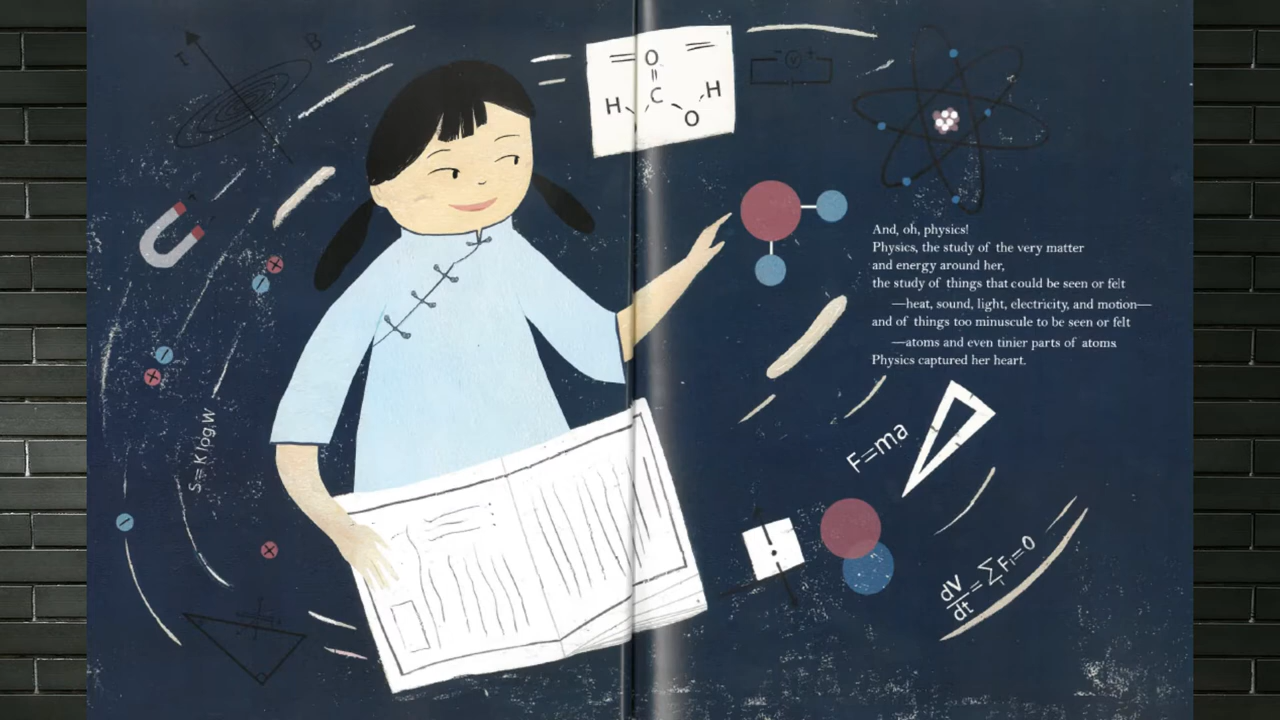 I
B
O
H
C
H
O
- V +
And, oh, physics!
Physics, the study of the very matter
and energy around her,
the study of things that could be seen or felt
—heat, sound, light, electricity, and motion—
and of things too minuscule to be seen or felt
—atoms and even tinier parts of atoms.
Physics captured her heart.
S=K log W
F=ma
dV/dt = ∑ Fi = 0